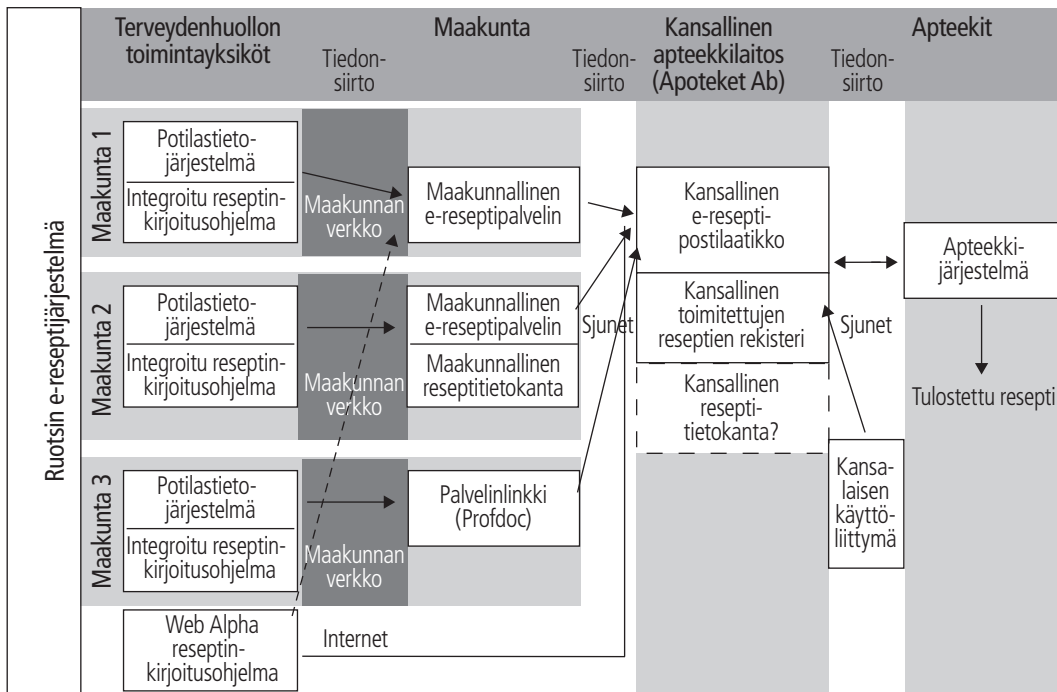 Ruotsin e-reseptijärjestelmä
Terveydenhuollon
toimintayksiköt
Tiedon-
siirto
Maakunta
Tiedon-
siirto
Kansallinen
apteekkilaitos
(Apoteket Ab)
Tiedon-
siirto
Apteekit
Maakunta 1
Potilastieto-
järjestelmä
Integroitu reseptin-
kirjoitusohjelma
Maakunnan
verkko
Maakunnallinen
e-reseptipalvelin
Maakunta 2
Potilastieto-
järjestelmä
Integroitu reseptin-
kirjoitusohjelma
Maakunnan
verkko
Maakunnallinen
e-reseptipalvelin
Maakunnallinen
reseptitietokanta
Maakunta 3
Potilastieto-
järjestelmä
Integroitu reseptin-
kirjoitusohjelma
Maakunnan
verkko
Palvelinlinkki
(Profdoc)
Web Alpha
reseptin-
kirjoitusohjelma
Internet
Sjunet
Kansallinen
e-resepti-
postilaatikko
Kansallinen
toimitettujen
reseptien rekisteri
Kansallinen
resepti-
tietokanta?
Sjunet
Kansa-
laisen
käyttö-
liittymä
Apteekki-
järjestelmä
Tulostettu resepti